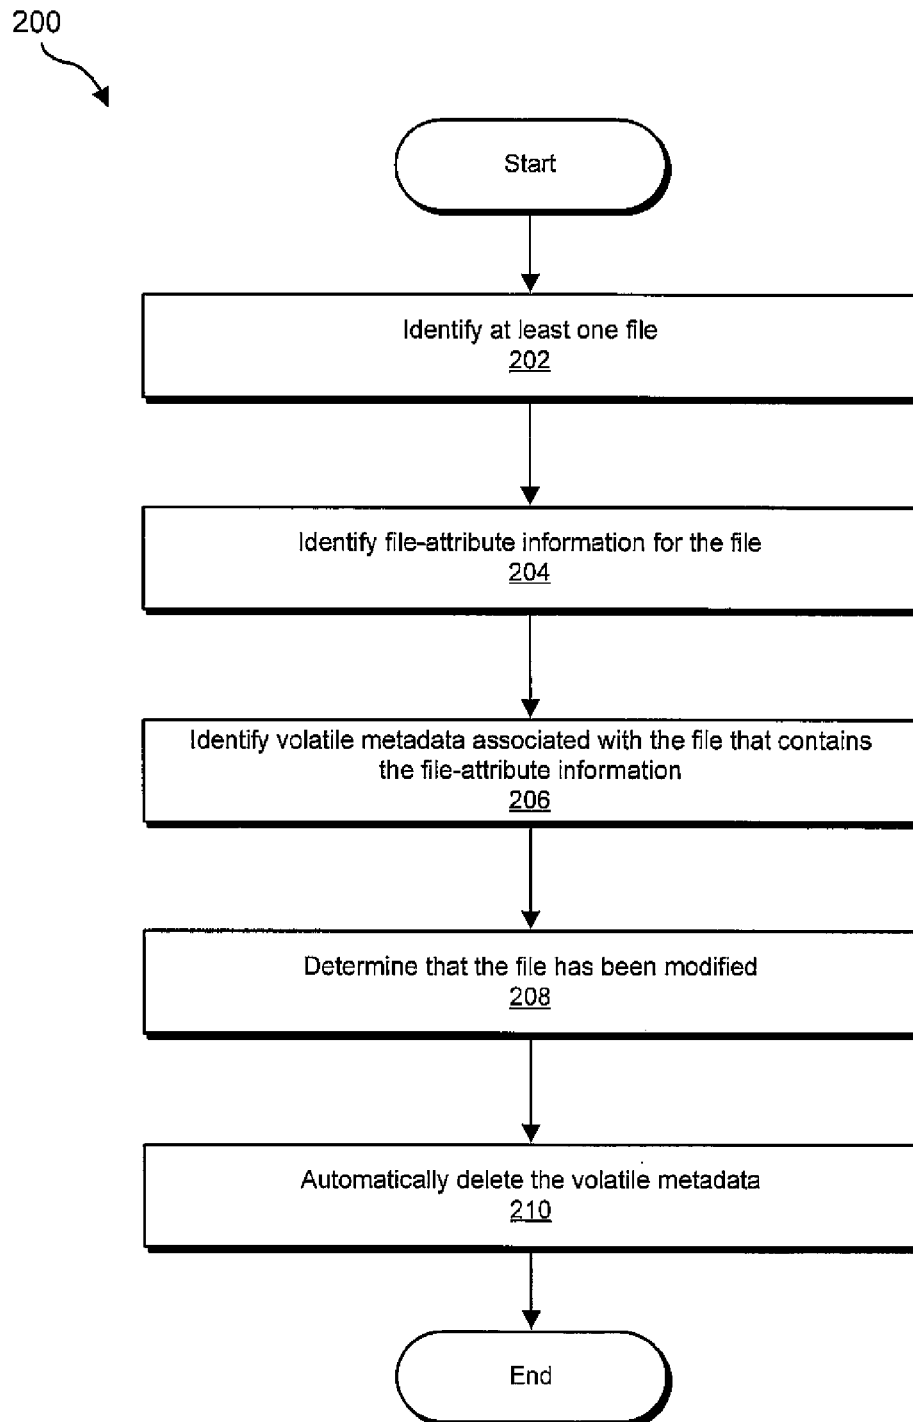 200
Start
Identify at least one file
202
Identify file-attribute information for the file
204
Identify volatile metadata associated with the file that contains
the file-attribute information
206
Determine that the file has been modified
208
Automatically delete the volatile metadata
210
End